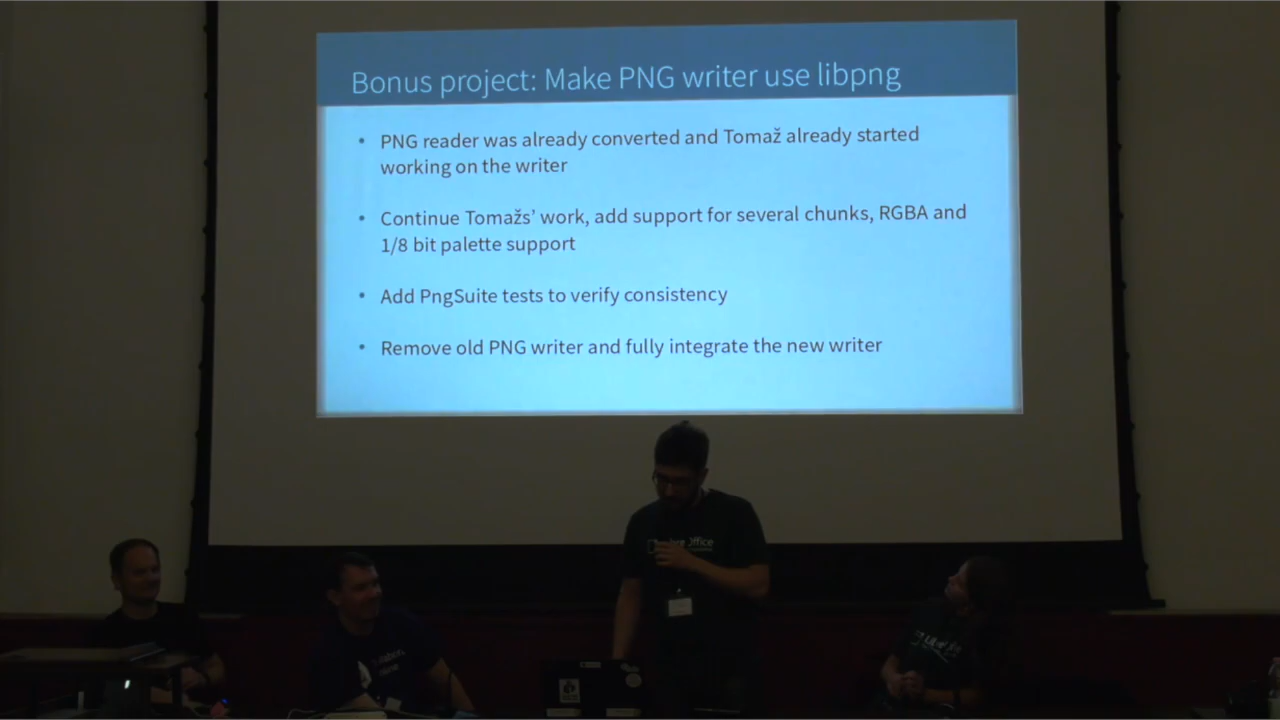 Bonus project: Make PNG writer use libpng
• PNG reader was already converted and Tomaž already started
working on the writer
• Continue Tomažs’ work, add support for several chunks, RGBA and
1/8 bit palette support
• Add PngSuite tests to verify consistency
• Remove old PNG writer and fully integrate the new writer